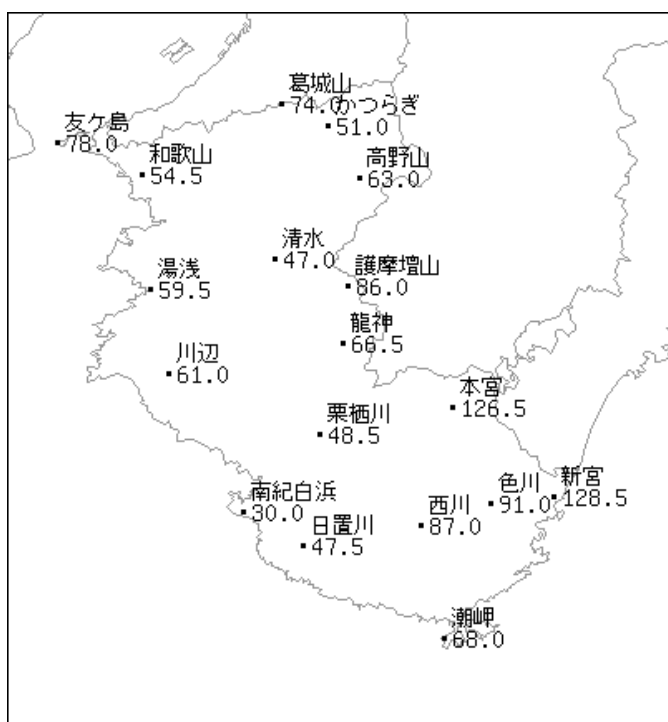 葛城山
74.0
かつらぎ
51.0
友ケ島
78.0
和歌山
54.5
高野山
63.0
清水
47.0
湯浅
59.5
護摩壇山
86.0
龍神
66.5
川辺
61.0
本宮
126.5
栗栖川
48.5
南紀白浜
30.0
日置川
47.5
西川
87.0
色川
91.0
新宮
128.5
潮岬
68.0